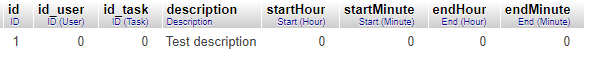 id id_user id_task description startHour startMinute endHour endMinute
ID ID (User) ID (Task) Description Start (Hour) Start (Minute) End (Hour) End (Minute)
1 0 0 Test description 0 0 0 0